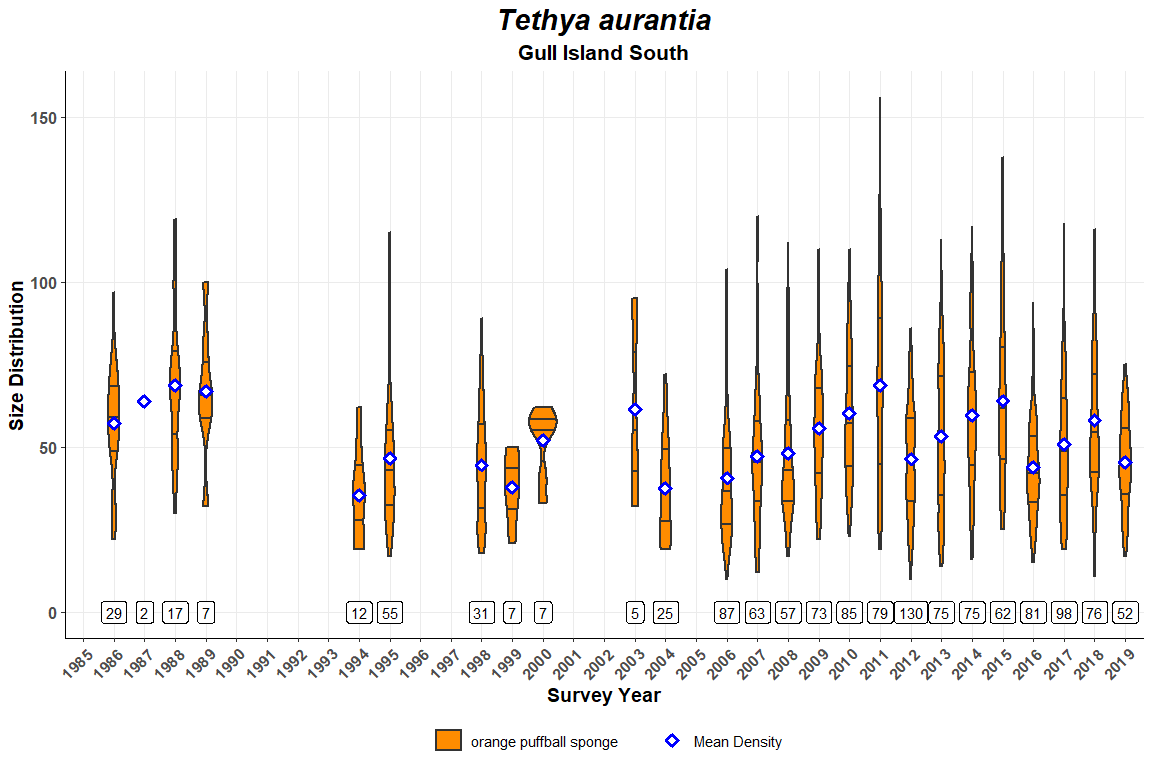 Tethya aurantia
Gull Island South
Size Distribution
150
100
50
0
29 2 17 7 12 55 31 7 7 5 25 87 63 57 73 85 79 130 75 75 62 81 98 76 52
1985 1986 1987 1988 1989 1990 1991 1992 1993 1994 1995 1996 1997 1998 1999 2000 2001 2002 2003 2004 2005 2006 2007 2008 2009 2010 2011 2012 2013 2014 2015 2016 2017 2018 2019
Survey Year
orange puffball sponge Mean Density